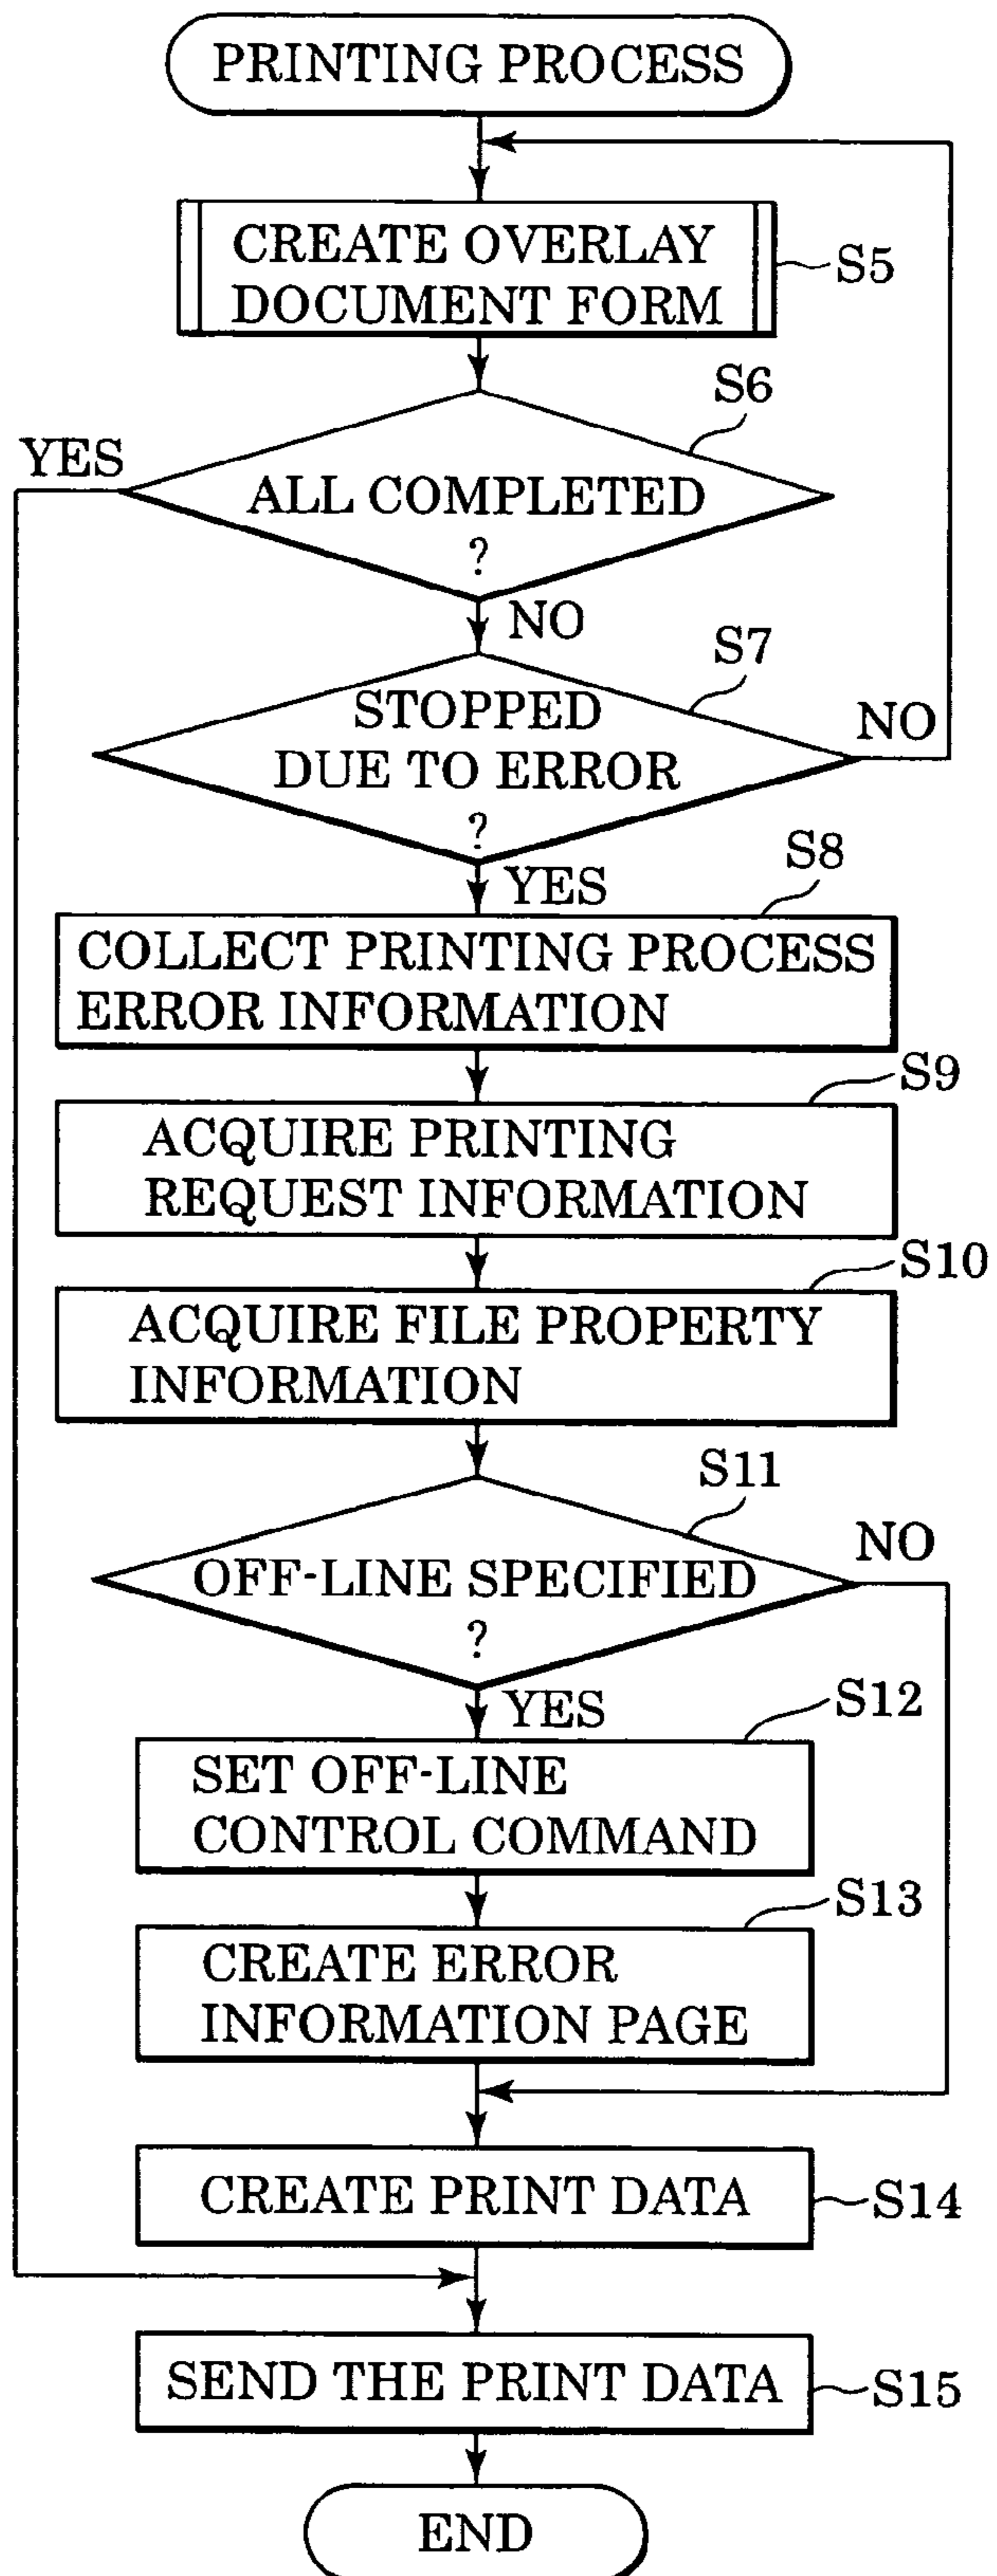 PRINTING PROCESS
CREATE OVERLAY
DOCUMENT FORM
S5
S6
YES
ALL COMPLETED
?
NO
S7
STOPPED
DUE TO ERROR
?
NO
YES
S8
COLLECT PRINTING PROCESS
ERROR INFORMATION
S9
ACQUIRE PRINTING
REQUEST INFORMATION
S10
ACQUIRE FILE PROPERTY
INFORMATION
S11
NO
OFF-LINE SPECIFIED
?
YES
S12
SET OFF-LINE
CONTROL COMMAND
S13
CREATE ERROR
INFORMATION PAGE
CREATE PRINT DATA
S14
SEND THE PRINT DATA
S15
END